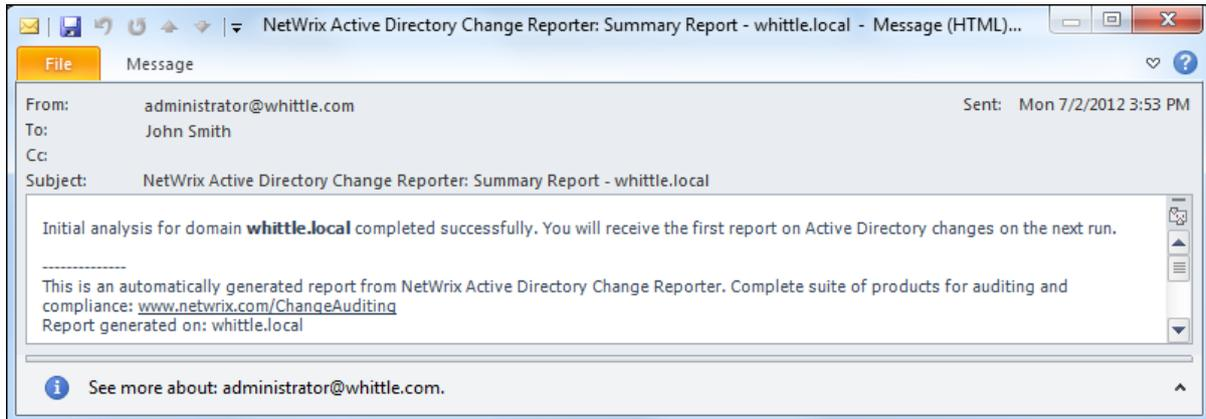 NetWrix Active Directory Change Reporter: Summary Report - whittle.local - Message (HTML)...
File Message
From: administrator@whittle.com Sent: Mon 7/2/2012 3:53 PM
To: John Smith
Cc:
Subject: NetWrix Active Directory Change Reporter: Summary Report - whittle.local
Initial analysis for domain whittle.local completed successfully. You will receive the first report on Active Directory changes on the next run.
--------------
This is an automatically generated report from NetWrix Active Directory Change Reporter. Complete suite of products for auditing and
compliance: www.netwrix.com/ChangeAuditing
Report generated on: whittle.local
See more about: administrator@whittle.com.